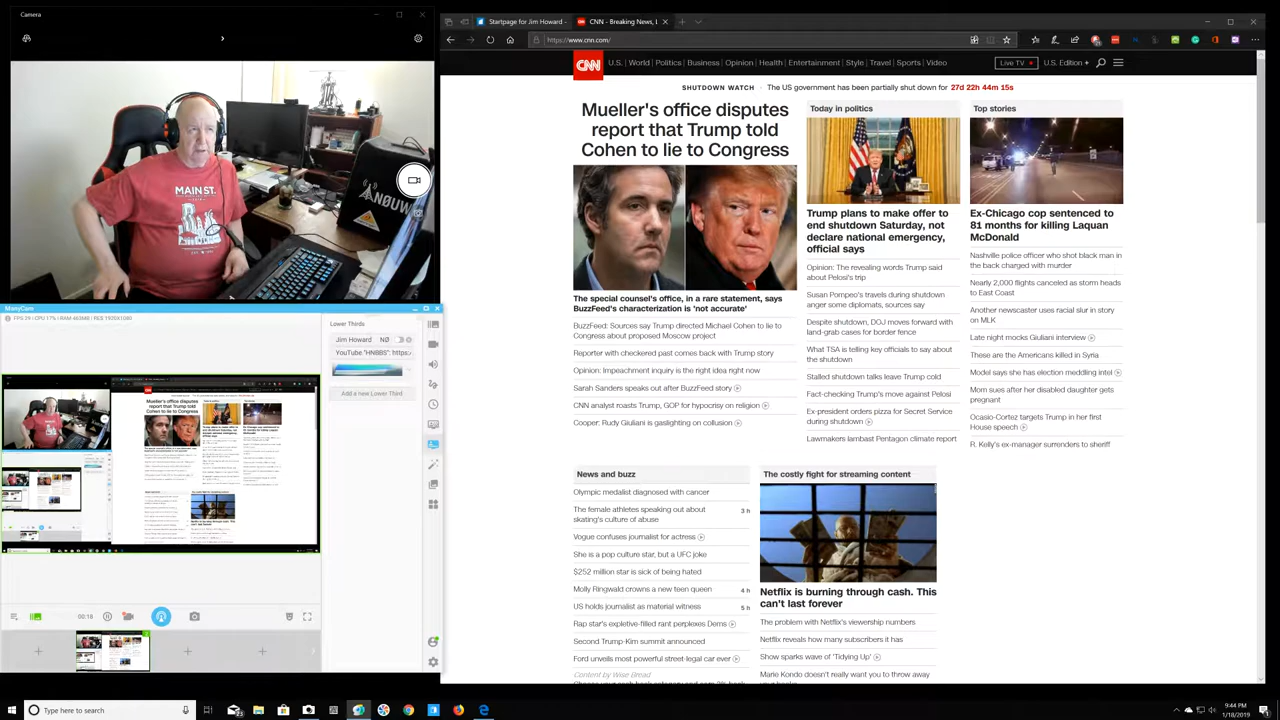 Camera
MAIN ST.
ManyCam
FPS 29 | CPU 17% | RAM 463MB | RES 1920X1080
Lower Thirds
Jim Howard NØ
YouTube "HNBBS": https:
Add a new Lower Third
00:18
Startpage for Jim Howard -
CNN - Breaking News, L
https://www.cnn.com/
CNN
U.S. | World | Politics | Business | Opinion | Health | Entertainment | Style | Travel | Sports | Video
Live TV
U.S. Edition +
SHUTDOWN WATCH · The US government has been partially shut down for 27d 22h 44m 15s
Mueller's office disputes
report that Trump told
Cohen to lie to Congress
The special counsel's office, in a rare statement, says
BuzzFeed's characterization is 'not accurate'
BuzzFeed: Sources say Trump directed Michael Cohen to lie to
Congress about proposed Moscow project
Reporter with checkered past comes back with Trump story
Opinion: Impeachment inquiry is the right idea right now
Sarah Sanders speaks out after BuzzFeed story
CNN analyst roasts Trump, GOP for hypocrisy on religion
Cooper: Rudy Giuliani attempting on collusion
Today in politics
Trump plans to make offer to
end shutdown Saturday, not
declare national emergency,
official says
Opinion: The revealing words Trump said
about Pelosi's trip
Susan Pompeo's travels during shutdown
anger some diplomats, sources say
Despite shutdown, DOJ moves forward with
land-grab cases for border fence
What TSA is telling key officials to say about
the shutdown
Stalled shutdown talks leave Trump cold
Fact-checking Trump's move against Pelosi
Ex-president orders pizza for Secret Service
during shutdown
Lawmakers lambast Pentagon climate report
Top stories
Ex-Chicago cop sentenced to
81 months for killing Laquan
McDonald
Nashville police officer who shot black man in
the back charged with murder
Nearly 2,000 flights canceled as storm heads
to East Coast
Another newscaster uses racial slur in story
on MLK
Late night mocks Giuliani interview
These are the Americans killed in Syria
Model says she has election meddling intel
Mom sues after her disabled daughter gets
pregnant
Ocasio-Cortez targets Trump in her first
House speech
R. Kelly's ex-manager surrenders to sheriff
News and buzz
Olympic medalist diagnosed with cancer
The female athletes speaking out about 3 h
skating's culture of abuse
Vogue confuses journalist for actress
She is a pop culture star, but a UFC joke
$252 million star is sick of being hated
Molly Ringwald crowns a new teen queen 4 h
US holds journalist as material witness 5 h
Rap star's expletive-filled rant perplexes Dems
Second Trump-Kim summit announced
Ford unveils most powerful street-legal car ever
Content by Wise Bread
The costly fight for streaming content
Netflix is burning through cash. This
can't last forever
The problem with Netflix's viewership numbers
Netflix reveals how many subscribers it has
Show sparks wave of 'Tidying Up'
Marie Kondo doesn't really want you to throw away
Type here to search
9:44 PM
1/18/2019